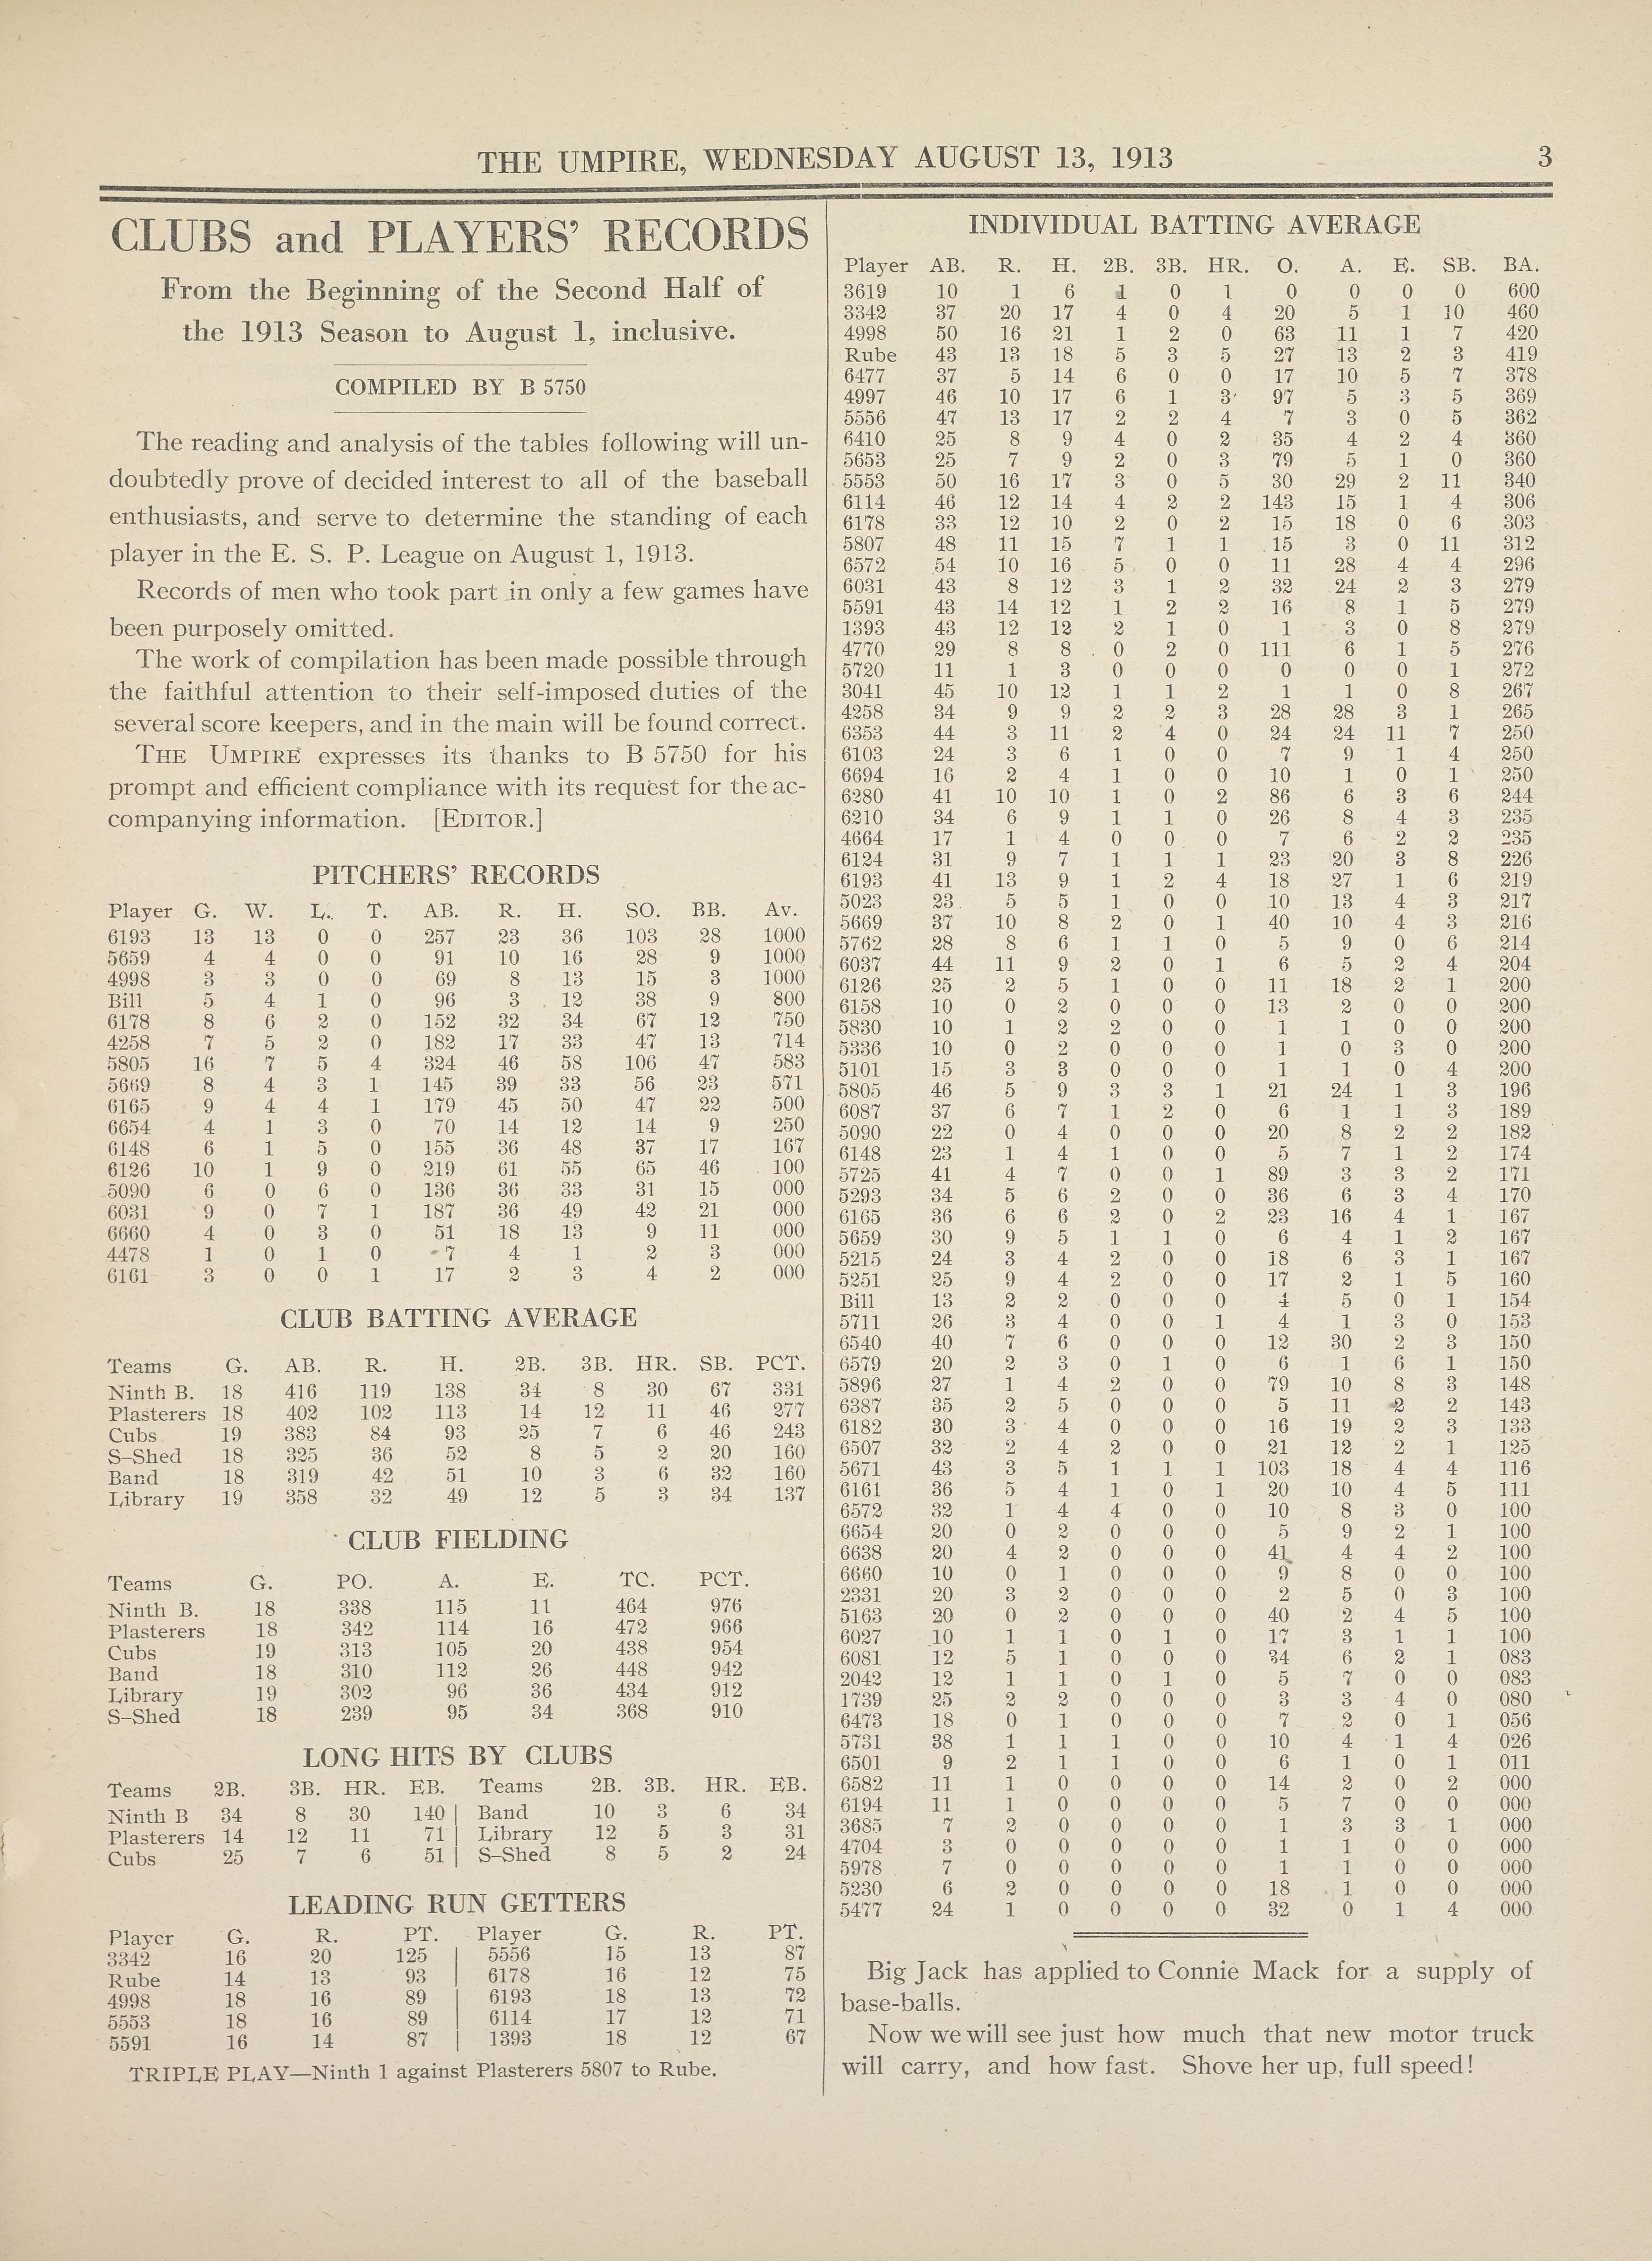 THE UMPIRE, WEDNESDAY AUGUST 13, 1913 3
CLUBS and PLAYERS' RECORDS
From the Beginning of the Second Half of
the 1913 Season to August 1, inclusive.
COMPILED BY B 5750
The reading and analysis of the tables following will un-
doubtedly prove of decided interest to all of the baseball
enthusiasts, and serve to determine the standing of each
player in the E. S. P. League on August 1, 1913.
Records of men who took part in only a few games have
been purposely omitted.
The work of compilation has been made possible through
the faithful attention to their self-imposed duties of the
several score keepers, and in the main will be found correct.
THE UMPIRE expresses its thanks to B 5750 for his
prompt and efficient compliance with its request for the ac-
companying information. [EDITOR.]
PITCHERS' RECORDS
Player G. W. L. T. AB. R. H. SO. BB. Av.
6193 13 13 0 0 257 23 36 103 28 1000
5659 4 4 0 0 91 10 16 28 9 1000
4998 3 3 0 0 69 8 13 15 3 1000
Bill 5 4 1 0 96 3 12 38 9 800
6178 8 6 2 0 152 32 34 67 12 750
4258 7 5 2 0 182 17 33 47 13 714
5805 16 7 5 4 324 46 58 106 47 583
5669 8 4 3 1 145 39 33 56 23 571
6165 9 4 4 1 179 45 50 47 22 500
6654 4 1 3 0 70 14 12 14 9 250
6148 6 1 5 0 155 36 48 37 17 167
6126 10 1 9 0 219 61 55 65 46 100
5090 6 0 6 0 136 36 33 31 15 000
6031 9 0 7 1 187 36 49 42 21 000
6660 4 0 3 0 51 18 13 9 11 000
4478 1 0 1 0 7 4 1 2 3 000
6161 3 0 0 1 17 2 3 4 2 000
CLUB BATTING AVERAGE
Teams G. AB. R. H. 2B. 3B. HR. SB. PCT.
Ninth B. 18 416 119 138 34 8 30 67 331
Plasterers 18 402 102 113 14 12 11 46 277
Cubs 19 383 84 93 25 7 6 46 243
S–Shed 18 325 36 52 8 5 2 20 160
Band 18 319 42 51 10 3 6 32 160
Library 19 358 32 49 12 5 3 34 137
CLUB FIELDING
Teams G. PO. A. E. TC. PCT.
Ninth B. 18 338 115 11 464 976
Plasterers 18 342 114 16 472 966
Cubs 19 313 105 20 438 954
Band 18 310 112 26 448 942
Library 19 302 96 36 434 912
S–Shed 18 239 95 34 368 910
LONG HITS BY CLUBS
Teams 2B. 3B. HR. EB. Teams 2B. 3B. HR. EB.
Ninth B 34 8 30 140 | Band 10 3 6 34
Plasterers 14 12 11 71 | Library 12 5 3 31
Cubs 25 7 6 51 | S–Shed 8 5 2 24
LEADING RUN GETTERS
Player G. R. PT. Player G. R. PT.
3342 16 20 125 | 5556 15 13 87
Rube 14 13 93 | 6178 16 12 75
4998 18 16 89 | 6193 18 13 72
5553 18 16 89 | 6114 17 12 71
5591 16 14 87 | 1393 18 12 67
TRIPLE PLAY—Ninth 1 against Plasterers 5807 to Rube.
INDIVIDUAL BATTING AVERAGE
Player AB. R. H. 2B. 3B. HR. O. A. E. SB. BA.
3619 10 1 6 1 0 1 0 0 0 0 600
3342 37 20 17 4 0 4 20 5 1 10 460
4998 50 16 21 1 2 0 63 11 1 7 420
Rube 43 13 18 5 3 5 27 13 2 3 419
6477 37 5 14 6 0 0 17 10 5 7 378
4997 46 10 17 6 1 3 97 5 3 5 369
5556 47 13 17 2 2 4 7 3 0 5 362
6410 25 8 9 4 0 2 35 4 2 4 360
5653 25 7 9 2 0 3 79 5 1 0 360
5553 50 16 17 3 0 5 30 29 2 11 340
6114 46 12 14 4 2 2 143 15 1 4 306
6178 33 12 10 2 0 2 15 18 0 6 303
5807 48 11 15 7 1 1 15 3 0 11 312
6572 54 10 16 5 0 0 11 28 4 4 296
6031 43 8 12 3 1 2 32 24 2 3 279
5591 43 14 12 1 2 2 16 8 1 5 279
1393 43 12 12 2 1 0 1 3 0 8 279
4770 29 8 8 0 2 0 111 6 1 5 276
5720 11 1 3 0 0 0 0 0 0 1 272
3041 45 10 12 1 1 2 1 1 0 8 267
4258 34 9 9 2 2 3 28 28 3 1 265
6353 44 3 11 2 4 0 24 24 11 7 250
6103 24 3 6 1 0 0 7 9 1 4 250
6694 16 2 4 1 0 0 10 1 0 1 250
6280 41 10 10 1 0 2 86 6 3 6 244
6210 34 6 9 1 1 0 26 8 4 3 235
4664 17 1 4 0 0 0 7 6 2 2 235
6124 31 9 7 1 1 1 23 20 3 8 226
6193 41 13 9 1 2 4 18 27 1 6 219
5023 23 5 5 1 0 0 10 13 4 3 217
5669 37 10 8 2 0 1 40 10 4 3 216
5762 28 8 6 1 1 0 5 9 0 6 214
6037 44 11 9 2 0 1 6 5 2 4 204
6126 25 2 5 1 0 0 11 18 2 1 200
6158 10 0 2 0 0 0 13 2 0 0 200
5830 10 1 2 2 0 0 1 1 0 0 200
5336 10 0 2 0 0 0 1 0 3 0 200
5101 15 3 3 0 0 0 1 1 0 4 200
5805 46 5 9 3 3 1 21 24 1 3 196
6087 37 6 7 1 2 0 6 1 1 3 189
5090 22 0 4 0 0 0 20 8 2 2 182
6148 23 1 4 1 0 0 5 7 1 2 174
5725 41 4 7 0 0 1 89 3 3 2 171
5293 34 5 6 2 0 0 36 6 3 4 170
6165 36 6 6 2 0 2 23 16 4 1 167
5659 30 9 5 1 1 0 6 4 1 2 167
5215 24 3 4 2 0 0 18 6 3 1 167
5251 25 9 4 2 0 0 17 2 1 5 160
Bill 13 2 2 0 0 0 4 5 0 1 154
5711 26 3 4 0 0 1 4 1 3 0 153
6540 40 7 6 0 0 0 12 30 2 3 150
6579 20 2 3 0 1 0 6 1 6 1 150
5896 27 1 4 2 0 0 79 10 8 3 148
6387 35 2 5 0 0 0 5 11 2 2 143
6182 30 3 4 0 0 0 16 19 2 3 133
6507 32 2 4 2 0 0 21 12 2 1 125
5671 43 3 5 1 1 1 103 18 4 4 116
6161 36 5 4 1 0 1 20 10 4 5 111
6572 32 1 4 4 0 0 10 8 3 0 100
6654 20 0 2 0 0 0 5 9 2 1 100
6638 20 4 2 0 0 0 41 4 4 2 100
6660 10 0 1 0 0 0 9 8 0 0 100
2331 20 3 2 0 0 0 2 5 0 3 100
5163 20 0 2 0 0 0 40 2 4 5 100
6027 10 1 1 0 1 0 17 3 1 1 100
6081 12 5 1 0 0 0 34 6 2 1 083
2042 12 1 1 0 1 0 5 7 0 0 083
1739 25 2 2 0 0 0 3 3 4 0 080
6473 18 0 1 0 0 0 7 2 0 1 056
5731 38 1 1 1 0 0 10 4 1 4 026
6501 9 2 1 1 0 0 6 1 0 1 011
6582 11 1 0 0 0 0 14 2 0 2 000
6194 11 1 0 0 0 0 5 7 0 0 000
3685 7 2 0 0 0 0 1 3 3 1 000
4704 3 0 0 0 0 0 1 1 0 0 000
5978 7 0 0 0 0 0 1 1 0 0 000
5230 6 2 0 0 0 0 18 1 0 0 000
5477 24 1 0 0 0 0 32 0 1 4 000
Big Jack has applied to Connie Mack for a supply of
base-balls.
Now we will see just how much that new motor truck
will carry, and how fast. Shove her up, full speed!